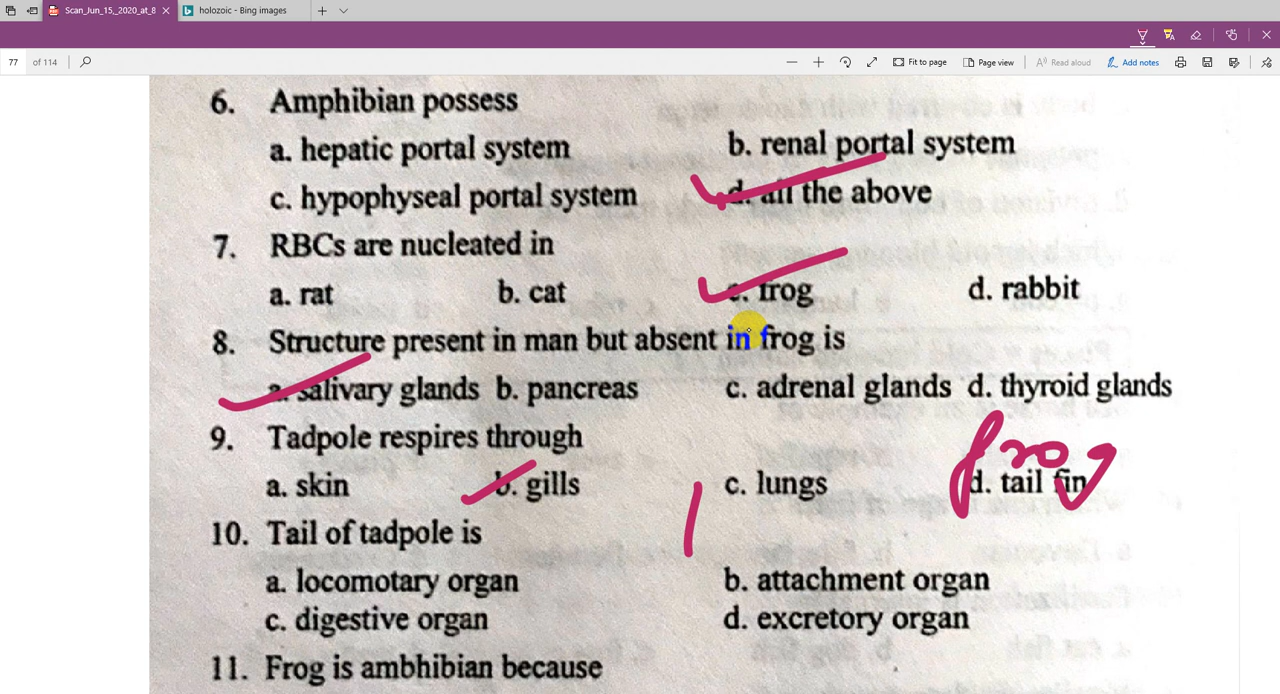 Scan_Jun_15,_2020_at_8
holozoic - Bing images
77 of 114
Fit to page
Page view
Read aloud
Add notes
6. Amphibian possess
a. hepatic portal system b. renal portal system
c. hypophyseal portal system d. all the above
7. RBCs are nucleated in
a. rat b. cat c. frog d. rabbit
8. Structure present in man but absent in frog is
a. salivary glands b. pancreas c. adrenal glands d. thyroid glands
9. Tadpole respires through
frog
a. skin b. gills c. lungs d. tail fin
10. Tail of tadpole is
a. locomotary organ b. attachment organ
c. digestive organ d. excretory organ
11. Frog is ambhibian because